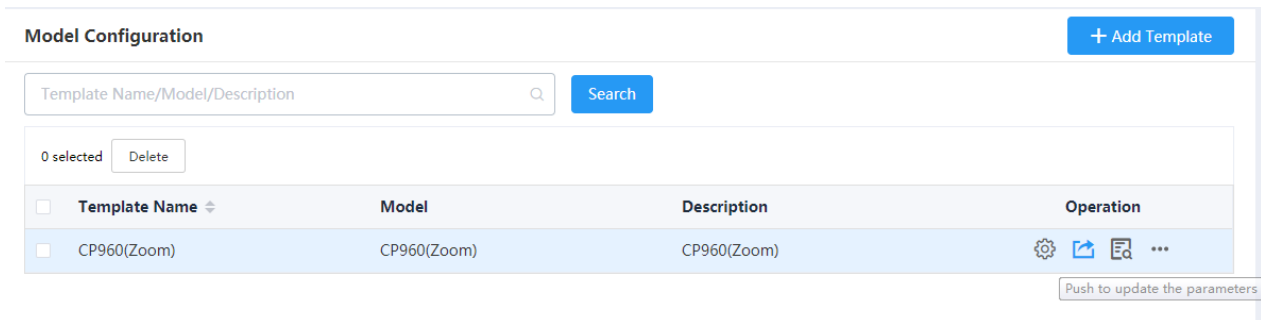 Model Configuration
+ Add Template
Template Name/Model/Description
Search
0 selected
Delete
Template Name Model Description Operation
CP960(Zoom) CP960(Zoom) CP960(Zoom)
Push to update the parameters